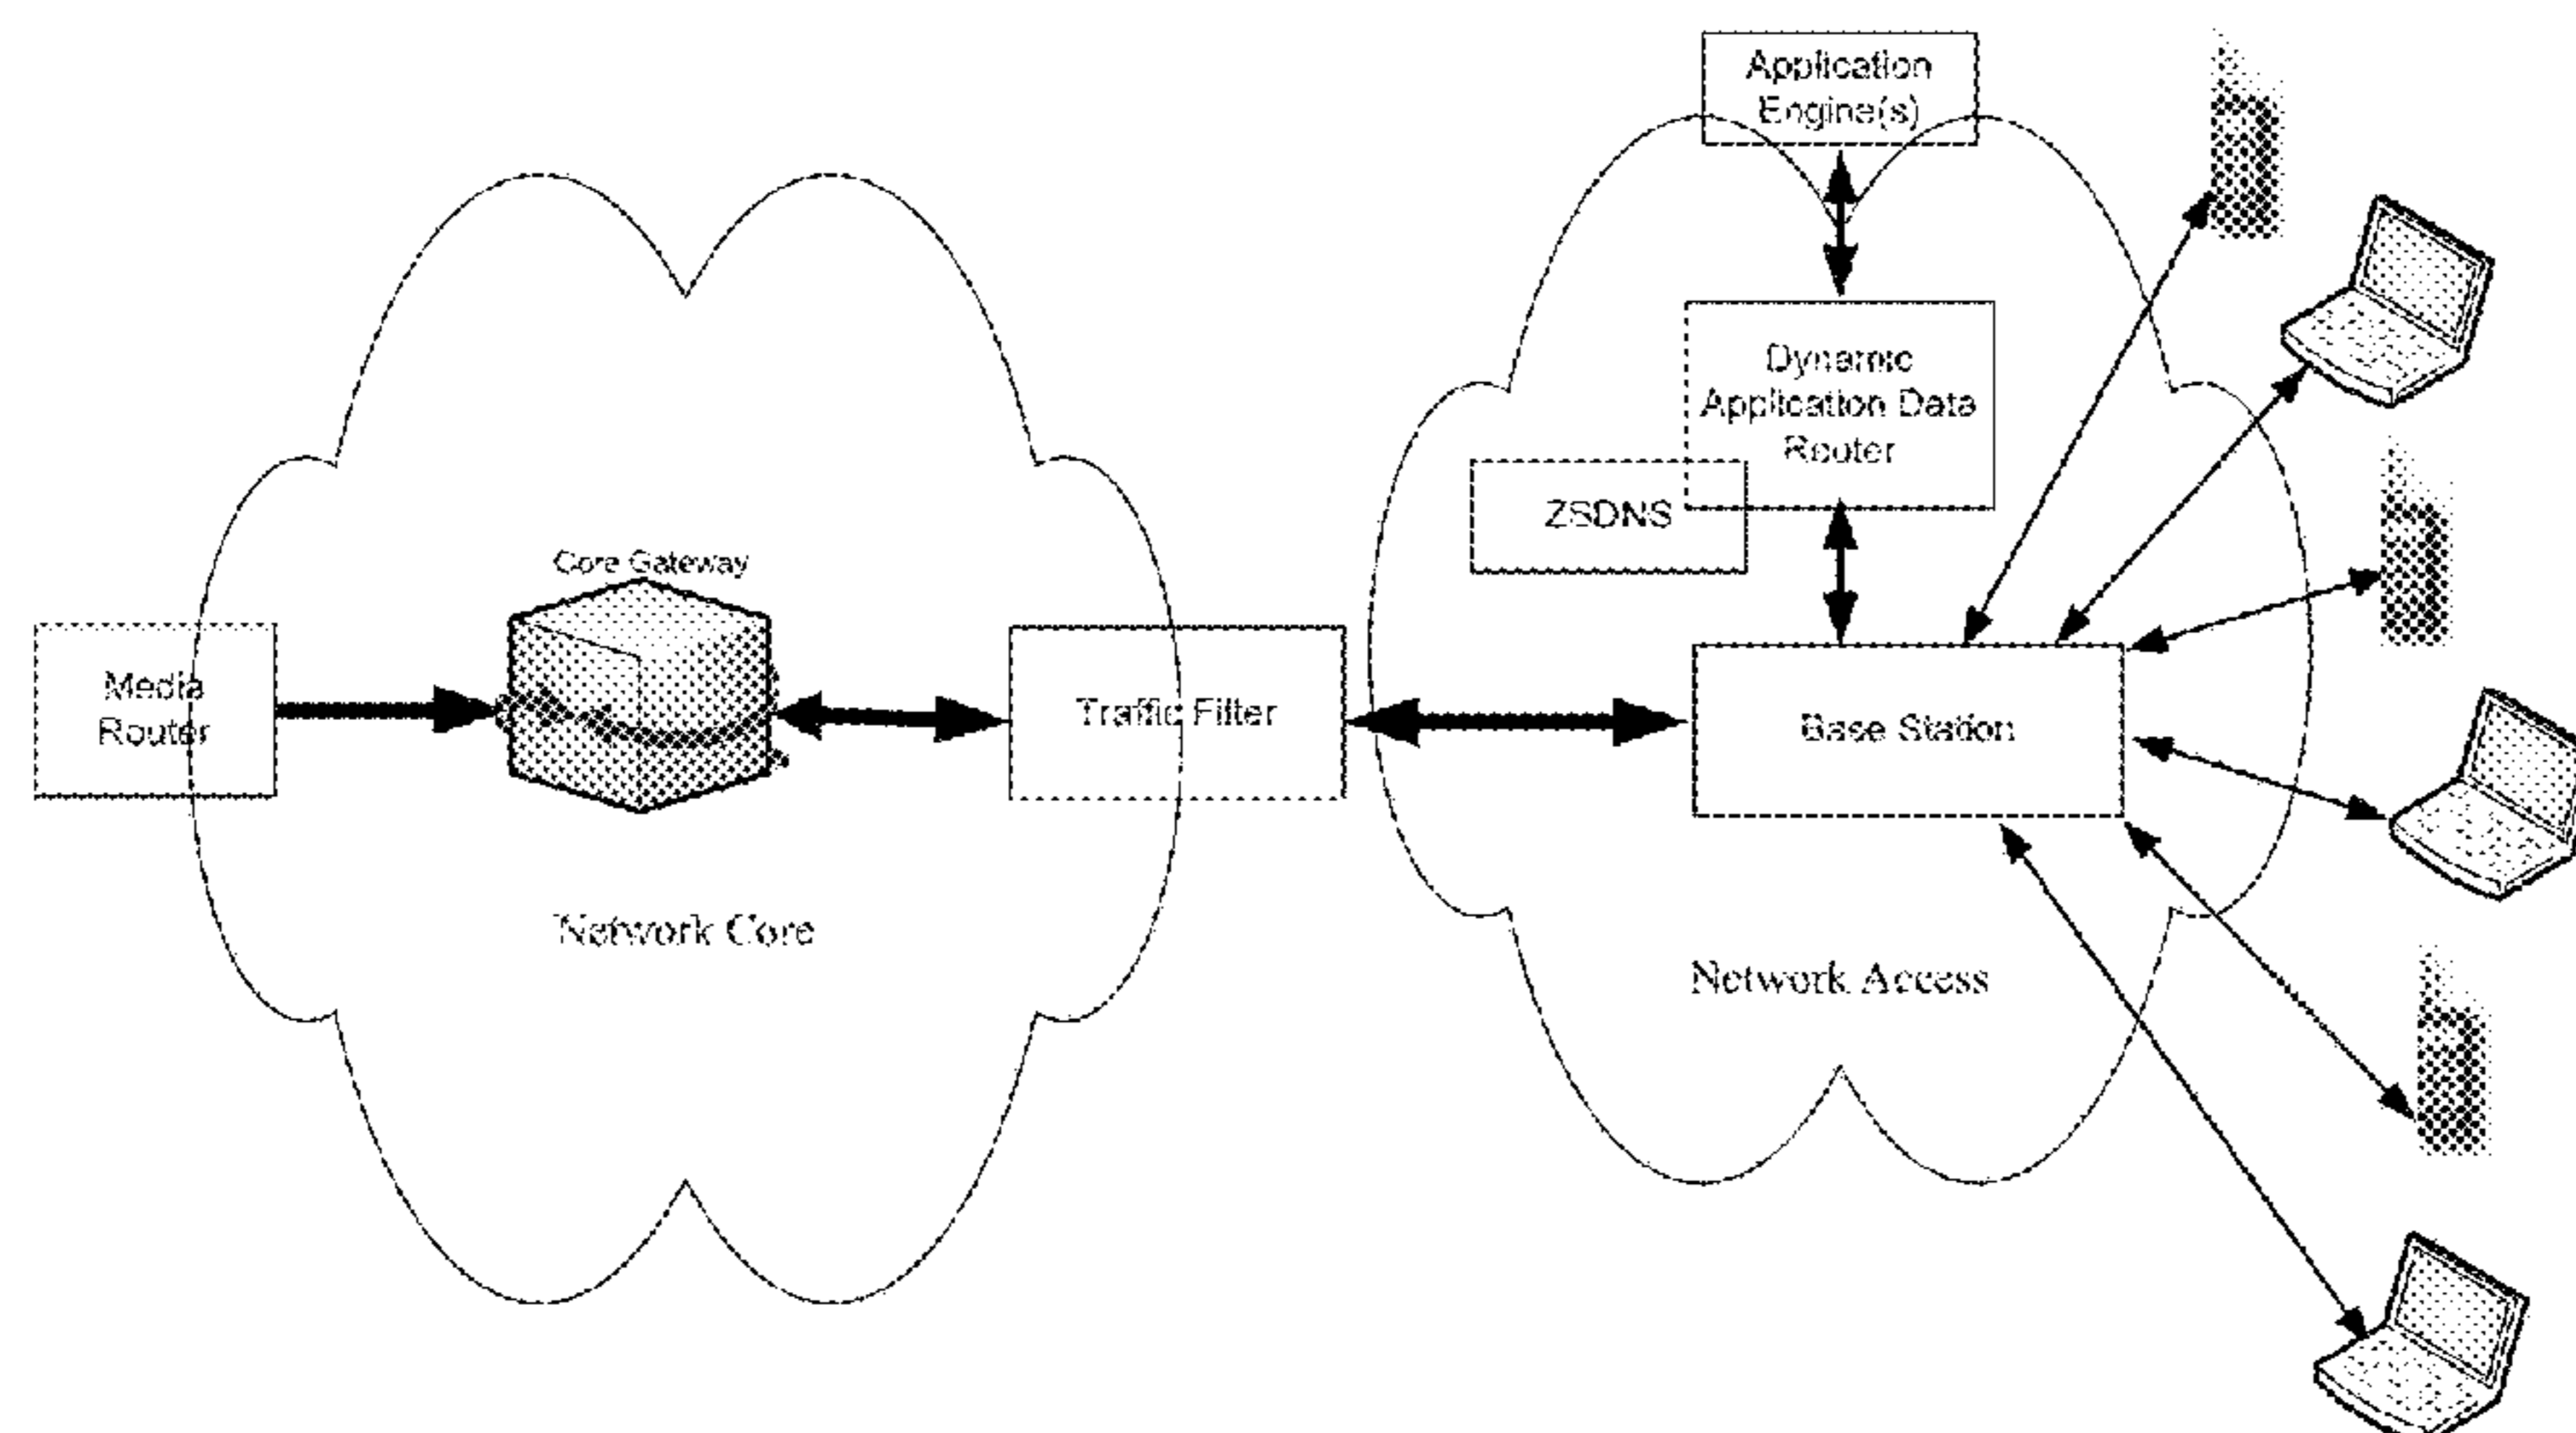 Application
Engine(s)
Dynamic
Application Data
Router
ZSDNS
Core Gateway
Media
Router
Traffic Filter
Base Station
Network Core
Network Access